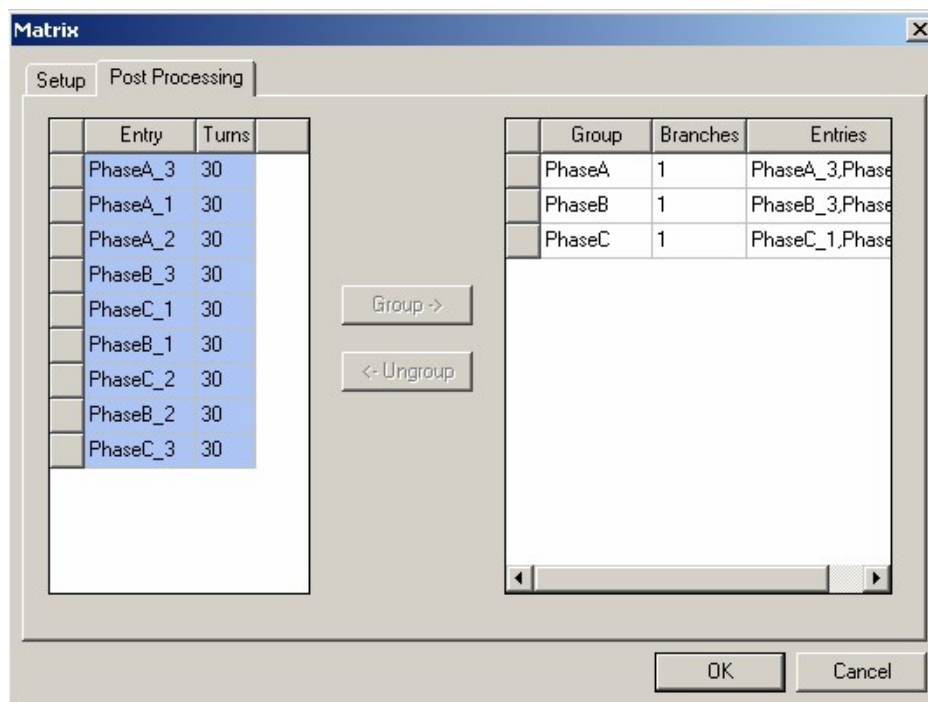 Matrix
Setup Post Processing
Entry Turns
PhaseA_3 30
PhaseA_1 30
PhaseA_2 30
PhaseB_3 30
PhaseC_1 30
PhaseB_1 30
PhaseC_2 30
PhaseB_2 30
PhaseC_3 30
Group ->
<- Ungroup
Group Branches Entries
PhaseA 1 PhaseA_3,Phase
PhaseB 1 PhaseB_3,Phase
PhaseC 1 PhaseC_1,Phase
OK Cancel